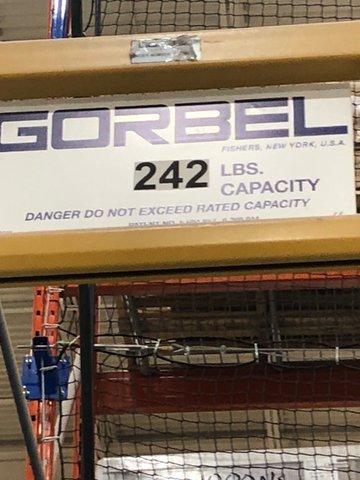 GORBEL
FISHERS, NEW YORK, U.S.A.
242 LBS.
CAPACITY
DANGER DO NOT EXCEED RATED CAPACITY